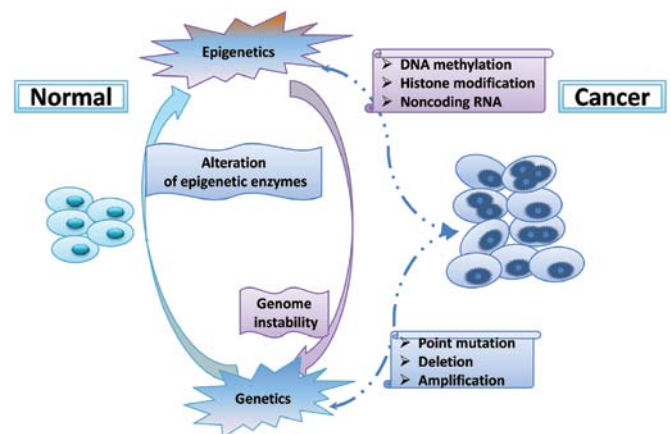 Epigenetics
DNA methylation
Histone modification
Noncoding RNA
Normal
Cancer
Alteration
of epigenetic enzymes
Genome
instability
Point mutation
Deletion
Amplification
Genetics